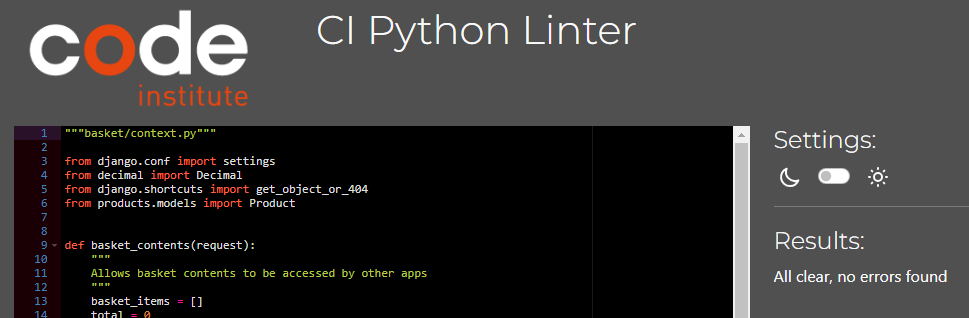 code
institute
CI Python Linter
1 """basket/context.py"""
2
3 from django.conf import settings
4 from decimal import Decimal
5 from django.shortcuts import get_object_or_404
6 from products.models import Product
7
8
9 def basket_contents(request):
10 """
11 Allows basket contents to be accessed by other apps
12 """
13 basket_items = []
14 total = 0
Settings:
Results:
All clear, no errors found